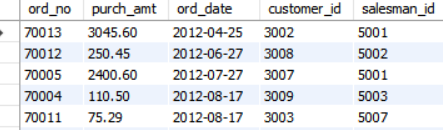 ord_no purch_amt ord_date customer_id salesman_id
70013 3045.60 2012-04-25 3002 5001
70012 250.45 2012-06-27 3008 5002
70005 2400.60 2012-07-27 3007 5001
70004 110.50 2012-08-17 3009 5003
70011 75.29 2012-08-17 3003 5007